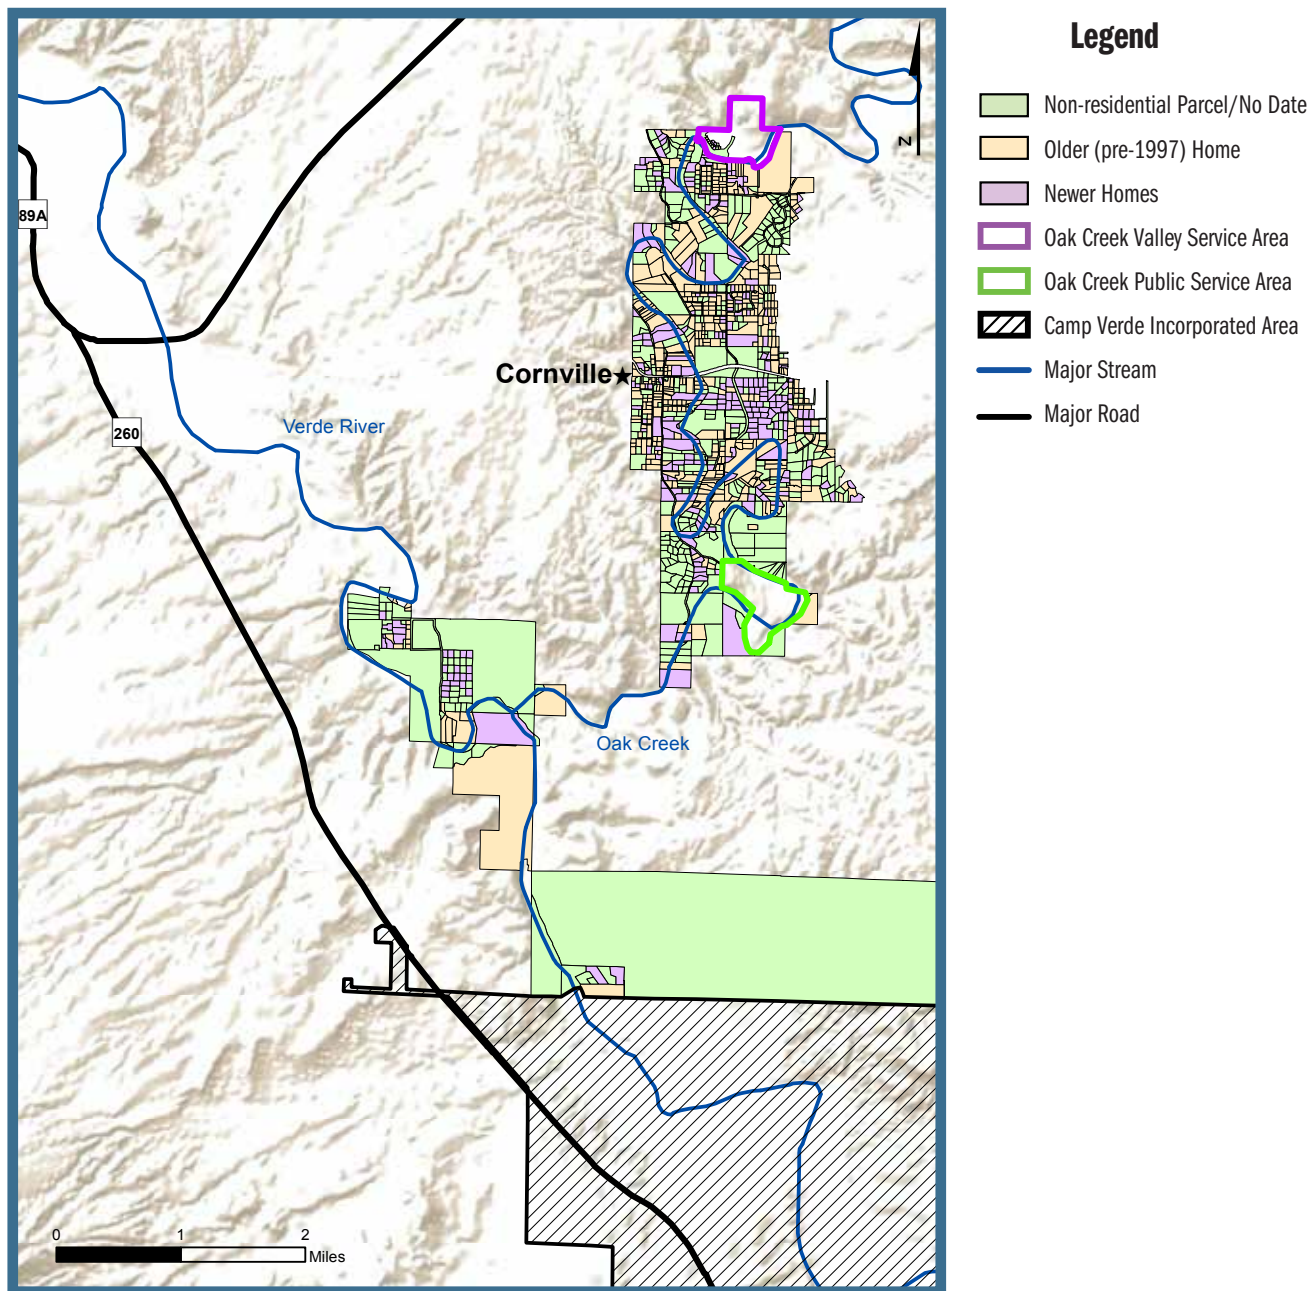 Legend
Non-residential Parcel/No Date
Older (pre-1997) Home
Newer Homes
Oak Creek Valley Service Area
Oak Creek Public Service Area
Camp Verde Incorporated Area
Major Stream
Major Road
N
89A
Cornville
260
Verde River
Oak Creek
0 1 2
Miles